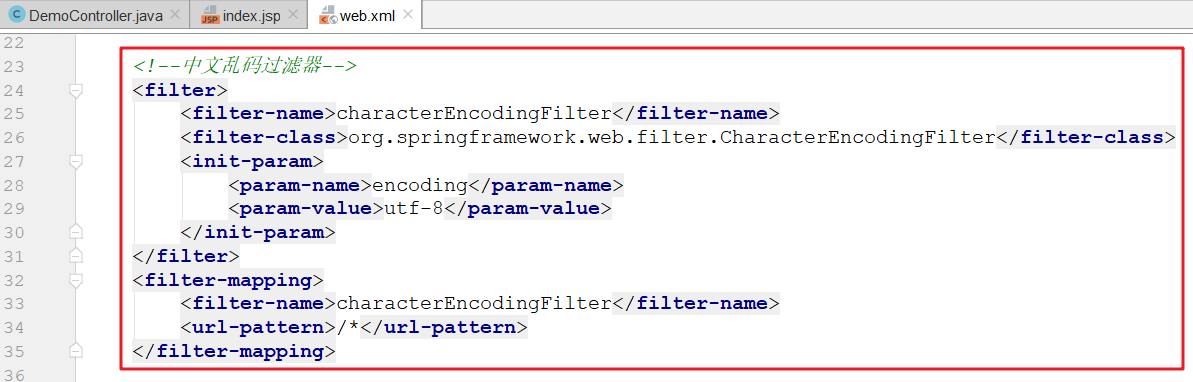 DemoController.java index.jsp web.xml
22
23 <!--中文乱码过滤器-->
24 <filter>
25 <filter-name>characterEncodingFilter</filter-name>
26 <filter-class>org.springframework.web.filter.CharacterEncodingFilter</filter-class>
27 <init-param>
28 <param-name>encoding</param-name>
29 <param-value>utf-8</param-value>
30 </init-param>
31 </filter>
32 <filter-mapping>
33 <filter-name>characterEncodingFilter</filter-name>
34 <url-pattern>/*</url-pattern>
35 </filter-mapping>
36